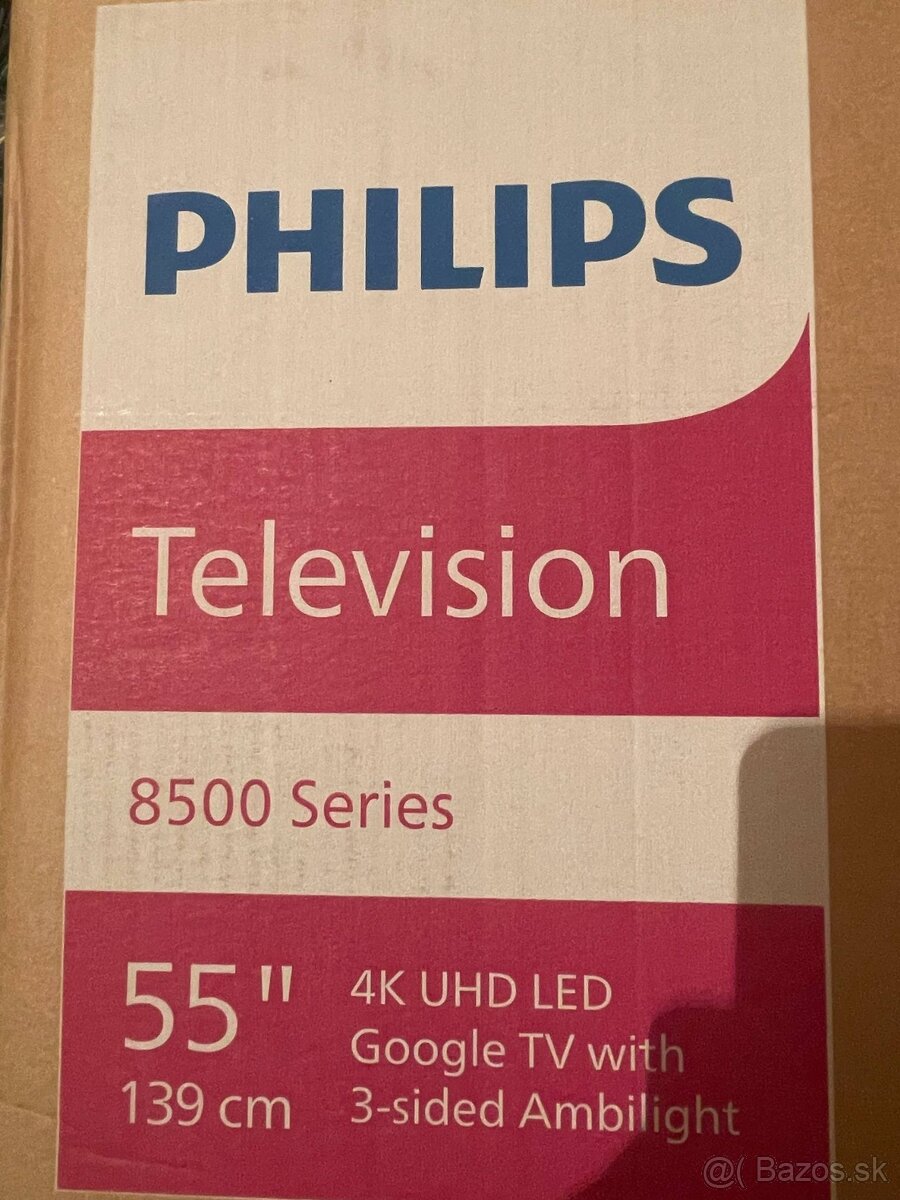 PHILIPS
Television
8500 Series
55"
139 cm
4K UHD LED
Google TV with
3-sided Ambilight
@( Bazos.sk